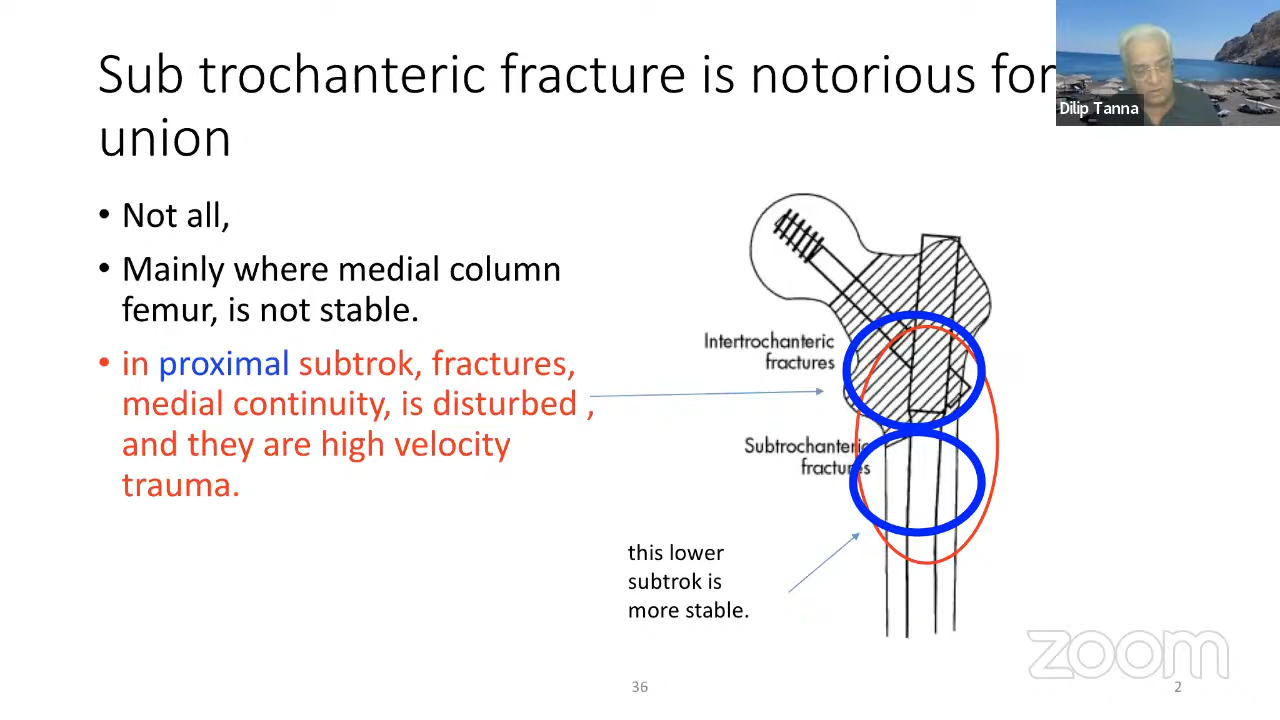 Sub trochanteric fracture is notorious for
union
Dilip Tanna
• Not all,
• Mainly where medial column
femur, is not stable.
• in proximal subtrok, fractures,
medial continuity, is disturbed ,
and they are high velocity
trauma.
Intertrochanteric
fractures
Subtrochanteric
fractures
this lower
subtrok is
more stable.
zoom
36
2